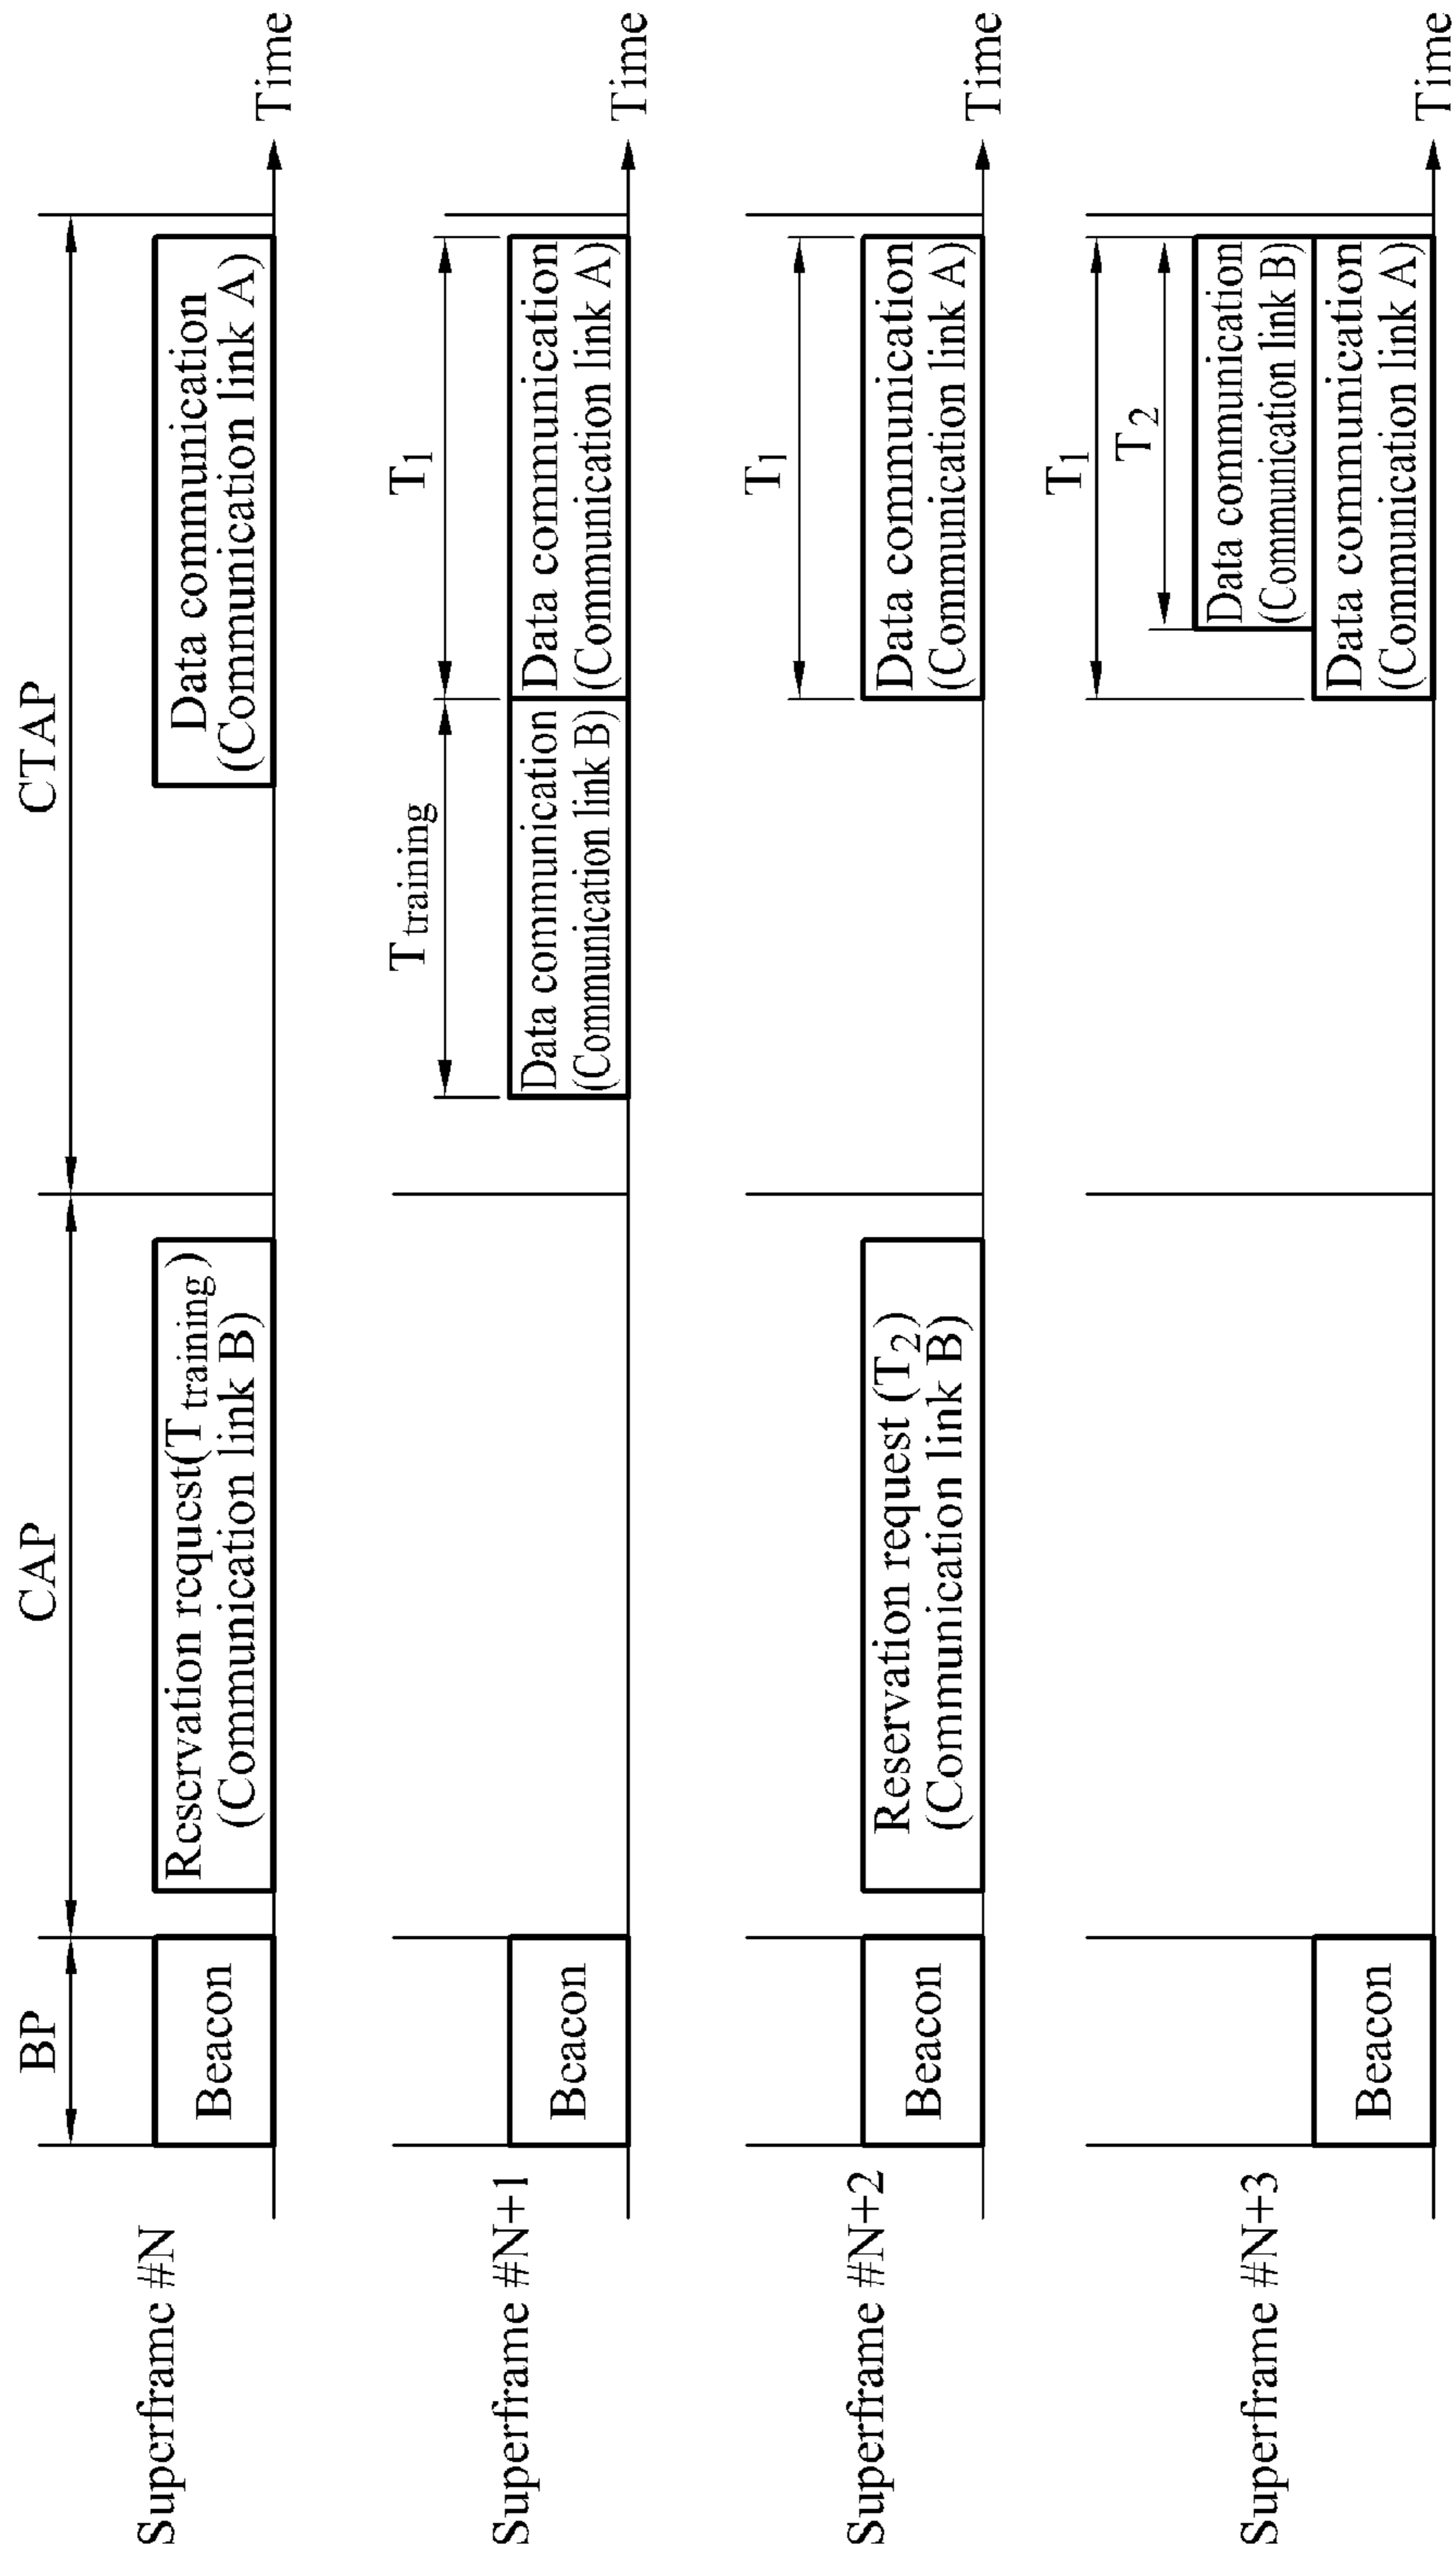 BP
CAP
CTAP
Superframe #N
Beacon
Reservation request(T training)
(Communication link B)
Data communication
(Communication link A)
Time
Superframe #N+1
T training
T1
Beacon
Data communication
(Communication link B)
Data communication
(Communication link A)
Time
Superframe #N+2
T1
Beacon
Reservation request (T2)
(Communication link B)
Data communication
(Communication link A)
Time
Superframe #N+3
T1
T2
Data communication
(Communication link B)
Beacon
Data communication
(Communication link A)
Time